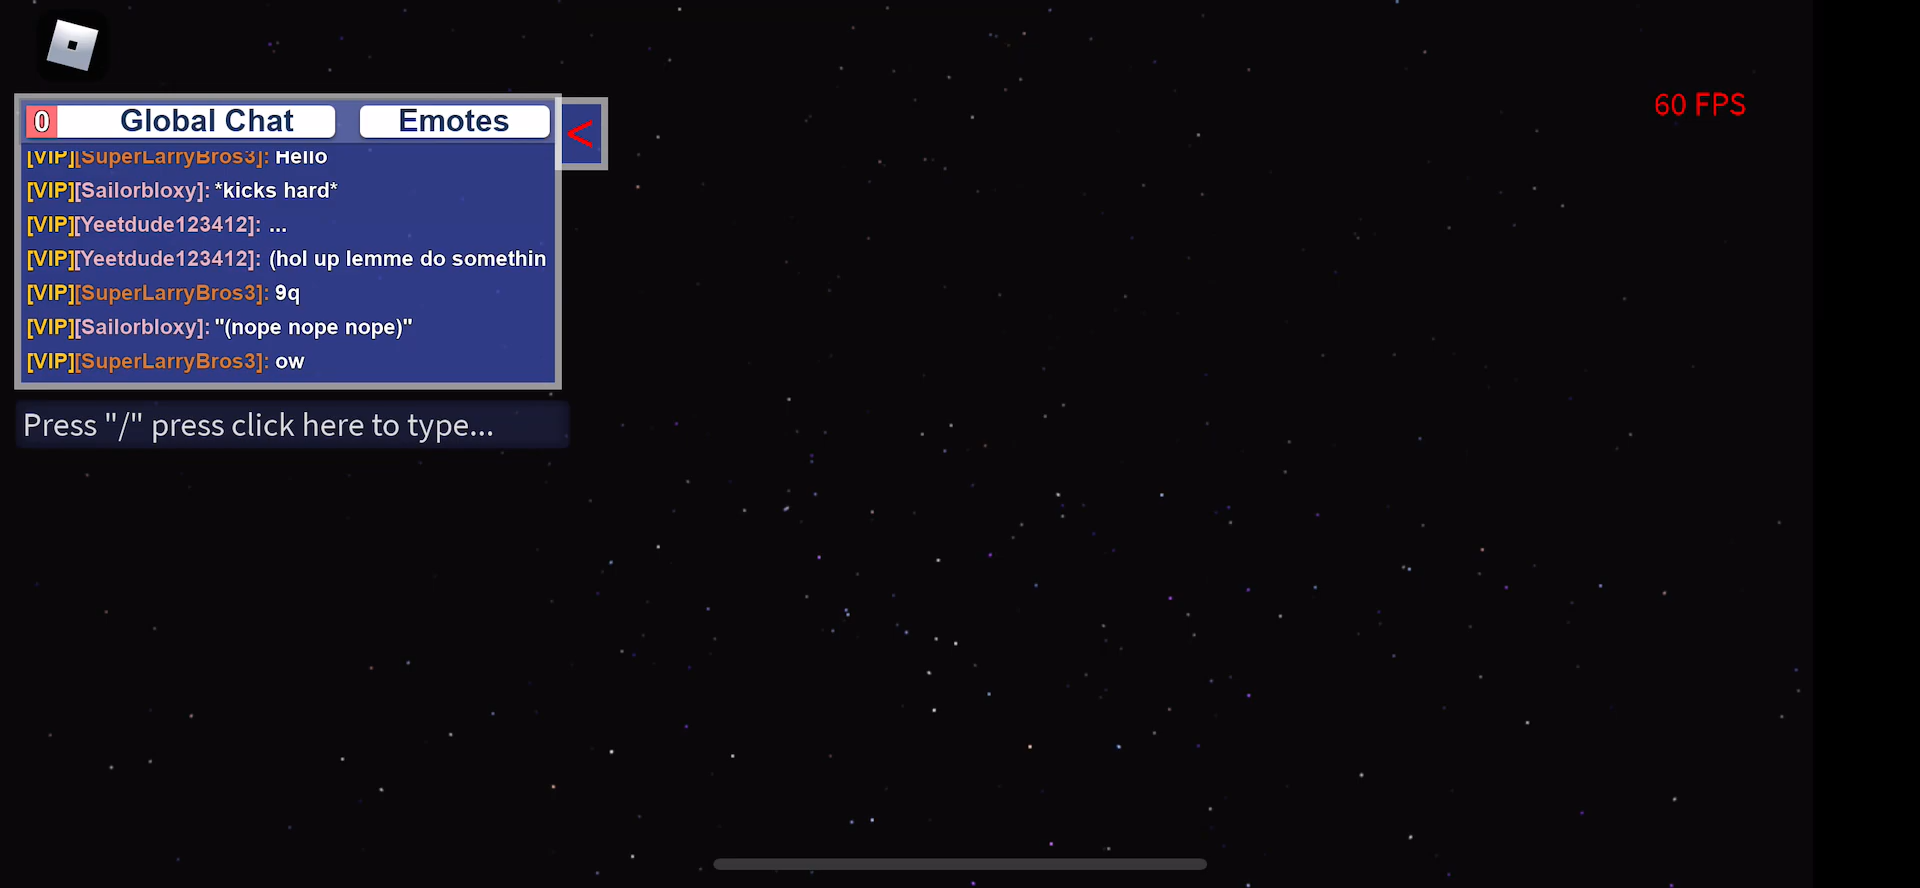 0 Global Chat Emotes <
60 FPS
[VIP][SuperLarryBros3]: Hello
[VIP][Sailorbloxy]: *kicks hard*
[VIP][Yeetdude123412]: ...
[VIP][Yeetdude123412]: (hol up lemme do somethin
[VIP][SuperLarryBros3]: 9q
[VIP][Sailorbloxy]: "(nope nope nope)"
[VIP][SuperLarryBros3]: ow
Press "/" press click here to type...